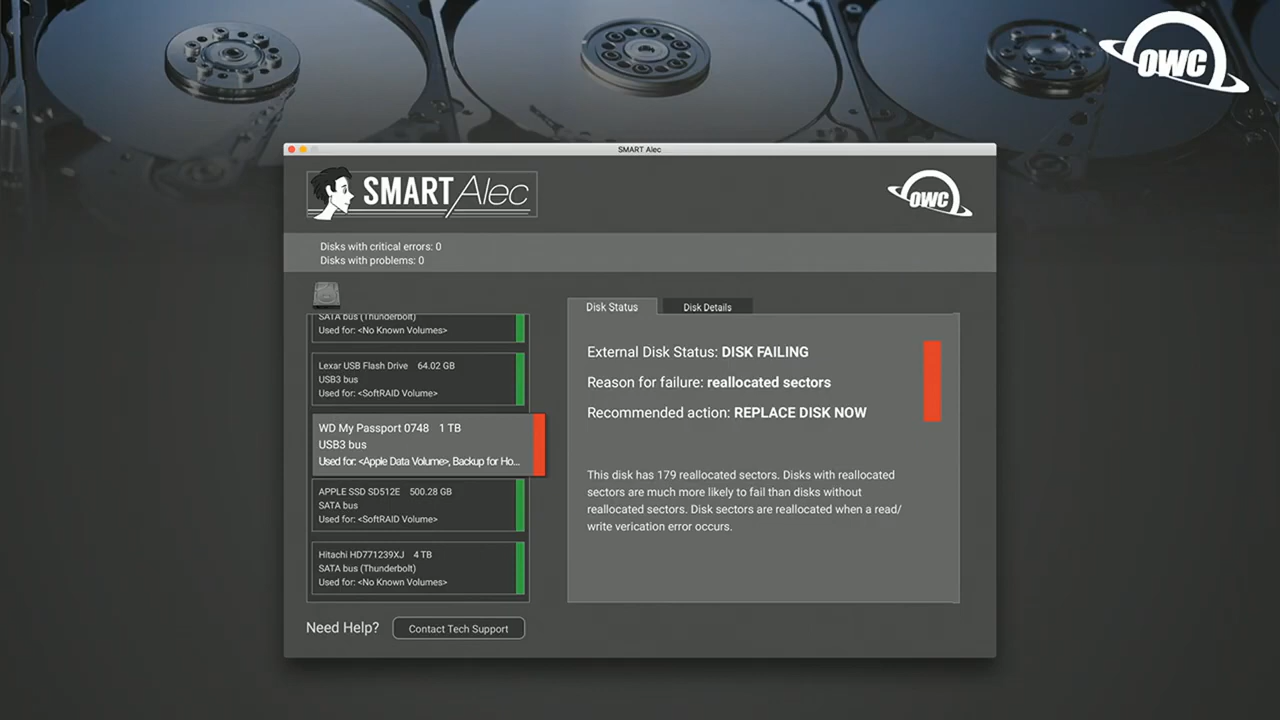 OWC
SMART Alec
SMART Alec
OWC
Disks with critical errors: 0
Disks with problems: 0
SATA bus (Thunderbolt)
Used for: <No Known Volumes>
Lexar USB Flash Drive 64.02 GB
USB3 bus
Used for: <SoftRAID Volume>
WD My Passport 0748 1 TB
USB3 bus
Used for: <Apple Data Volume>, Backup for Ho...
APPLE SSD SD512E 500.28 GB
SATA bus
Used for: <SoftRAID Volume>
Hitachi HD771239XJ 4 TB
SATA bus (Thunderbolt)
Used for: <No Known Volumes>
Disk Status
Disk Details
External Disk Status: DISK FAILING
Reason for failure: reallocated sectors
Recommended action: REPLACE DISK NOW
This disk has 179 reallocated sectors. Disks with reallocated
sectors are much more likely to fail than disks without
reallocated sectors. Disk sectors are reallocated when a read/
write verication error occurs.
Need Help?
Contact Tech Support